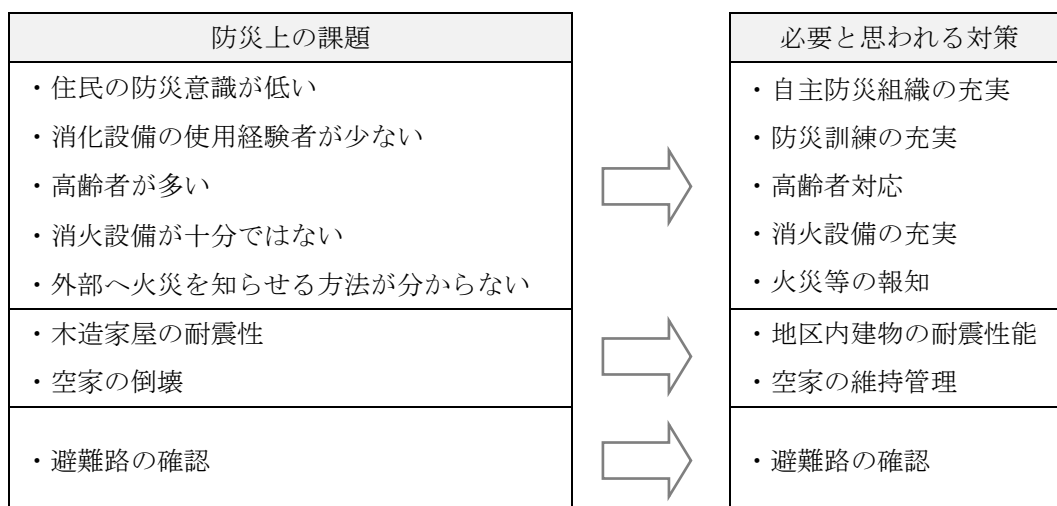 防災上の課題
・住民の防災意識が低い
・消化設備の使用経験者が少ない
・高齢者が多い
・消火設備が十分ではない
・外部へ火災を知らせる方法が分からない
・木造家屋の耐震性
・空家の倒壊
・避難路の確認
必要と思われる対策
・自主防災組織の充実
・防災訓練の充実
・高齢者対応
・消火設備の充実
・火災等の報知
・地区内建物の耐震性能
・空家の維持管理
・避難路の確認